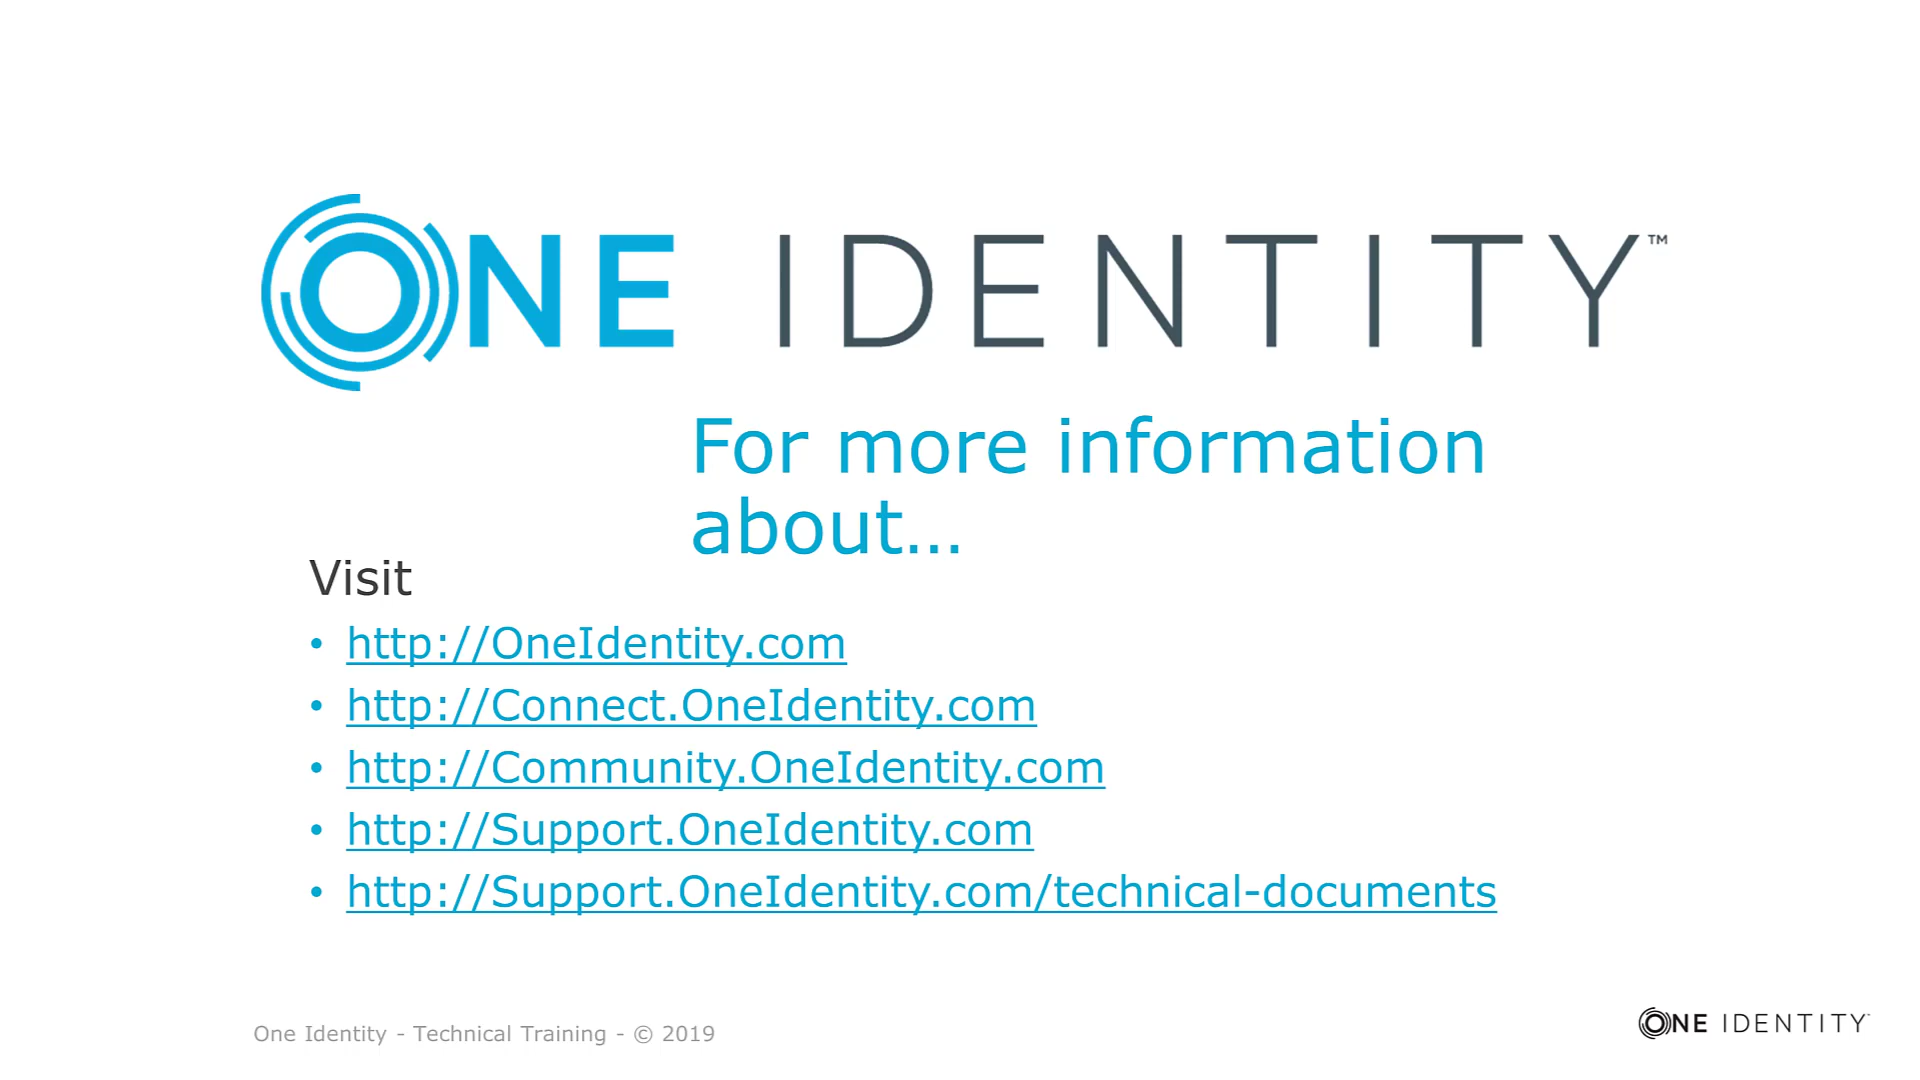 ONE IDENTITY™
For more information
about...
Visit
• http://OneIdentity.com
• http://Connect.OneIdentity.com
• http://Community.OneIdentity.com
• http://Support.OneIdentity.com
• http://Support.OneIdentity.com/technical-documents
One Identity - Technical Training - © 2019
ONE IDENTITY™